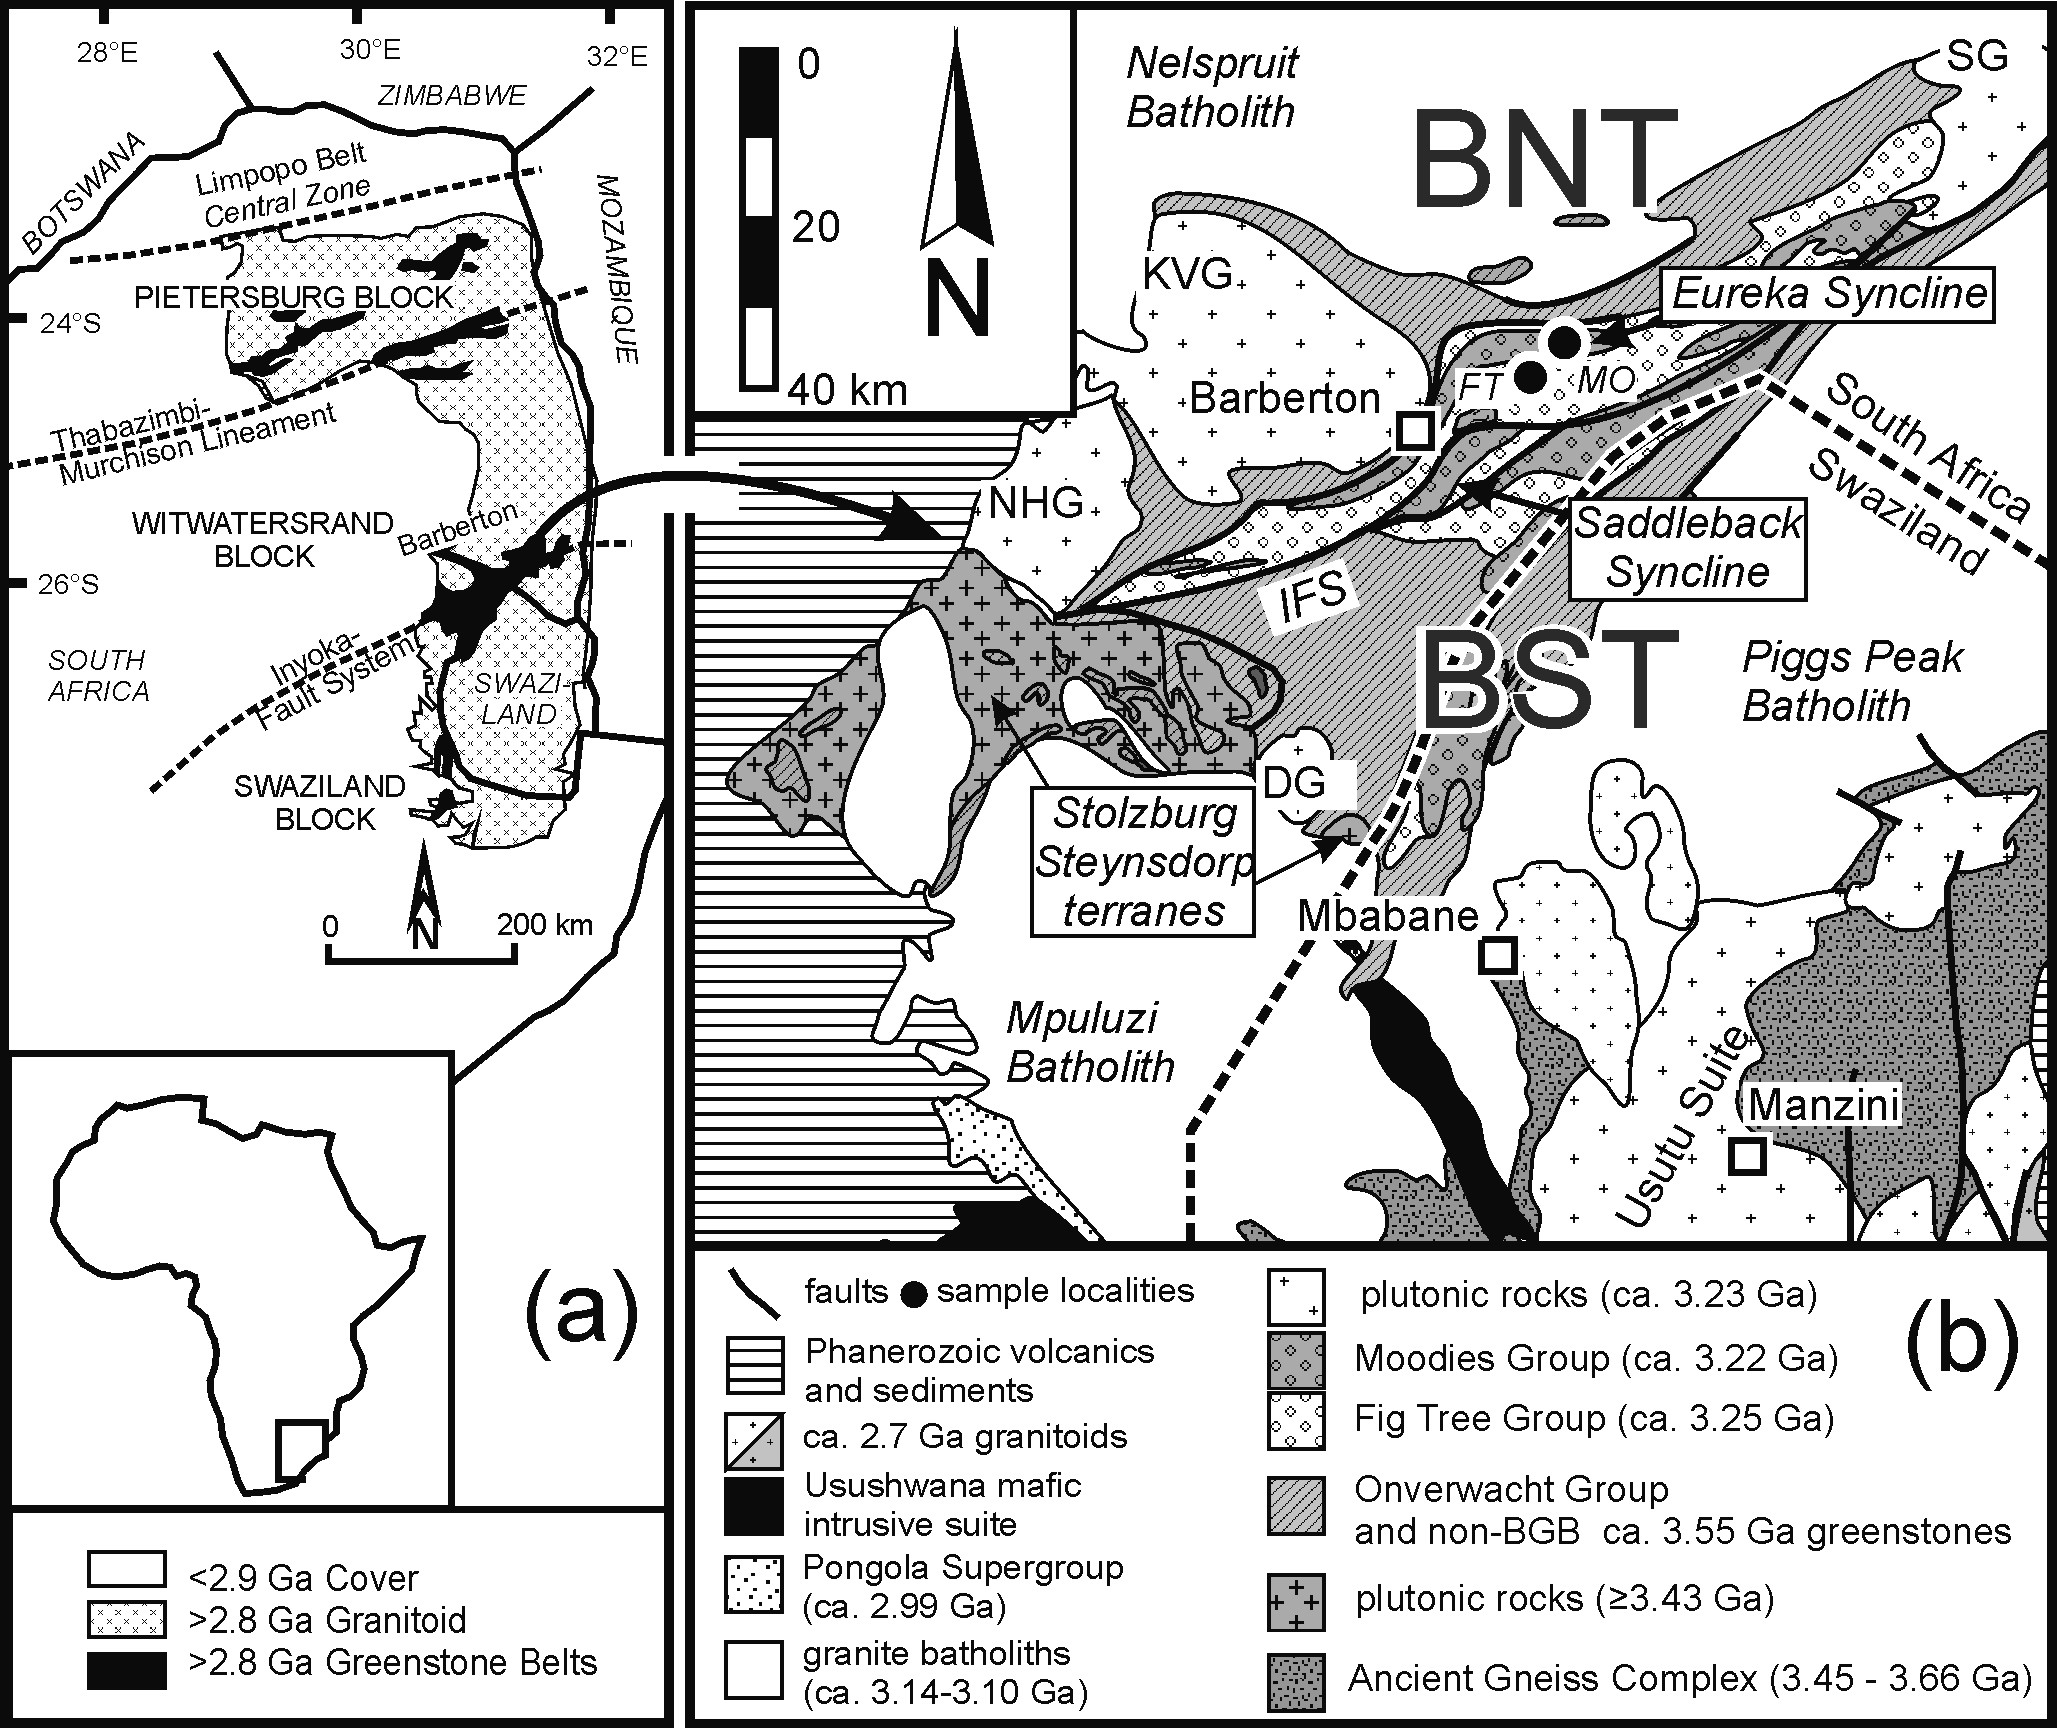 28°E
30°E
32°E
ZIMBABWE
BOTSWANA
Limpopo Belt
Central Zone
MOZAMBIQUE
PIETERSBURG BLOCK
24°S
Thabazimbi-
Murchison Lineament
WITWATERSRAND
BLOCK
Barberton
26°S
Inyoka-
Fault System
SOUTH
AFRICA
SWAZI-
LAND
SWAZILAND
BLOCK
N
0
200 km
(a)
<2.9 Ga Cover
>2.8 Ga Granitoid
>2.8 Ga Greenstone Belts
0
20
40 km
N
Nelspruit
Batholith
BNT
SG
KVG
Eureka Syncline
Barberton
FT
MO
South Africa
Swaziland
NHG
Saddleback
Syncline
IFS
BST
Piggs Peak
Batholith
DG
Stolzburg
Steynsdorp
terranes
Mbabane
Mpuluzi
Batholith
Usutu Suite
Manzini
faults
sample localities
Phanerozoic volcanics
and sediments
ca. 2.7 Ga granitoids
Usushwana mafic
intrusive suite
Pongola Supergroup
(ca. 2.99 Ga)
granite batholiths
(ca. 3.14-3.10 Ga)
plutonic rocks (ca. 3.23 Ga)
(b)
Moodies Group (ca. 3.22 Ga)
Fig Tree Group (ca. 3.25 Ga)
Onverwacht Group
and non-BGB ca. 3.55 Ga greenstones
plutonic rocks (≥3.43 Ga)
Ancient Gneiss Complex (3.45 - 3.66 Ga)